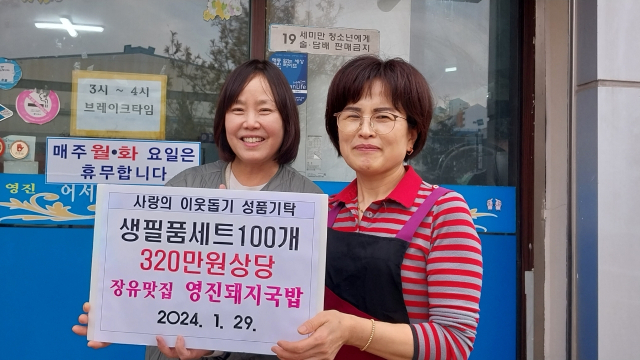 19세미만 청소년에게
술·담배 판매금지
3시 ~ 4시
브레이크타임
매주 월·화 요일은
휴무합니다
영진
어서
사랑의 이웃돕기 성품기탁
생필품세트100개
320만원상당
장유맛집 영진돼지국밥
2024. 1. 29.